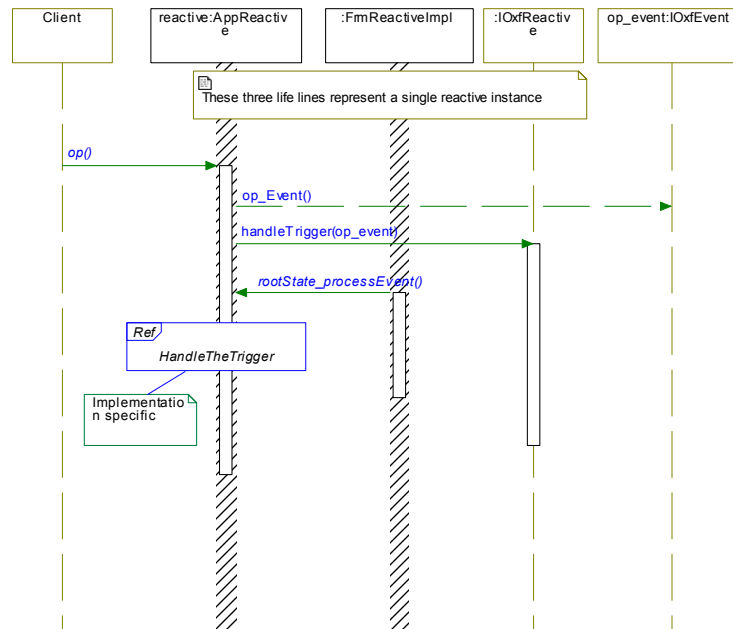 Client
reactive:AppReactiv
e
:FrmReactiveImpl
:IOxfReactiv
e
op_event:IOxfEvent
These three life lines represent a single reactive instance
op()
op_Event()
handleTrigger(op_event)
rootState_processEvent()
Ref
HandleTheTrigger
Implementatio
n specific